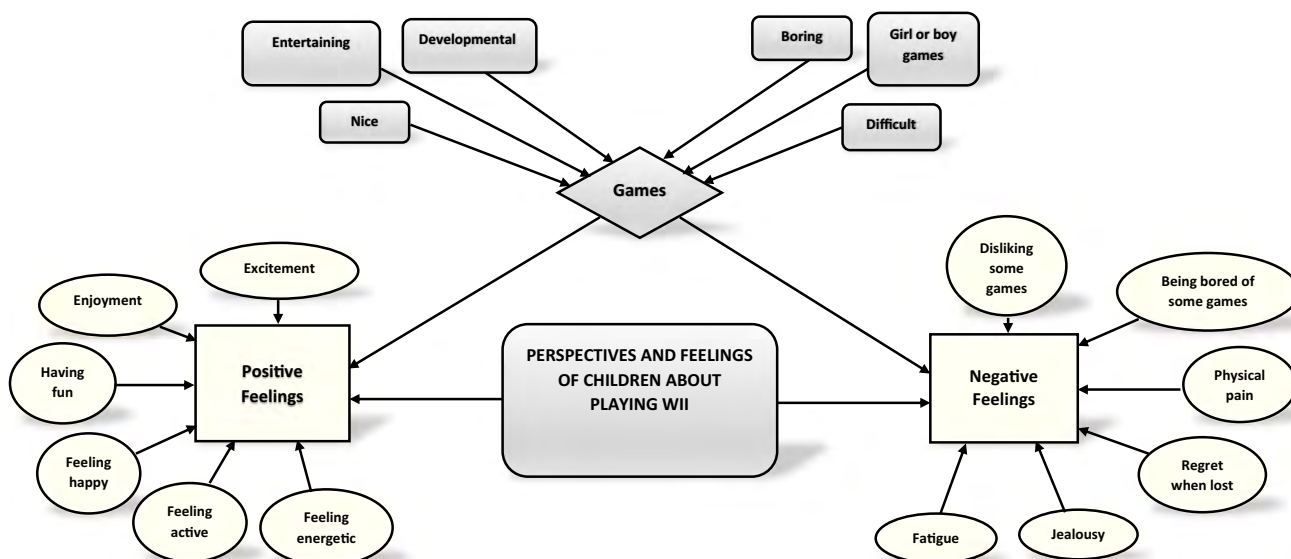 Entertaining
Developmental
Boring
Girl or boy
games
Nice
Difficult
Games
Excitement
Enjoyment
Having
fun
Feeling
happy
Feeling
active
Feeling
energetic
Positive
Feelings
PERSPECTIVES AND FEELINGS
OF CHILDREN ABOUT
PLAYING WII
Disliking
some
games
Being bored of
some games
Negative
Feelings
Physical
pain
Regret
when lost
Jealousy
Fatigue